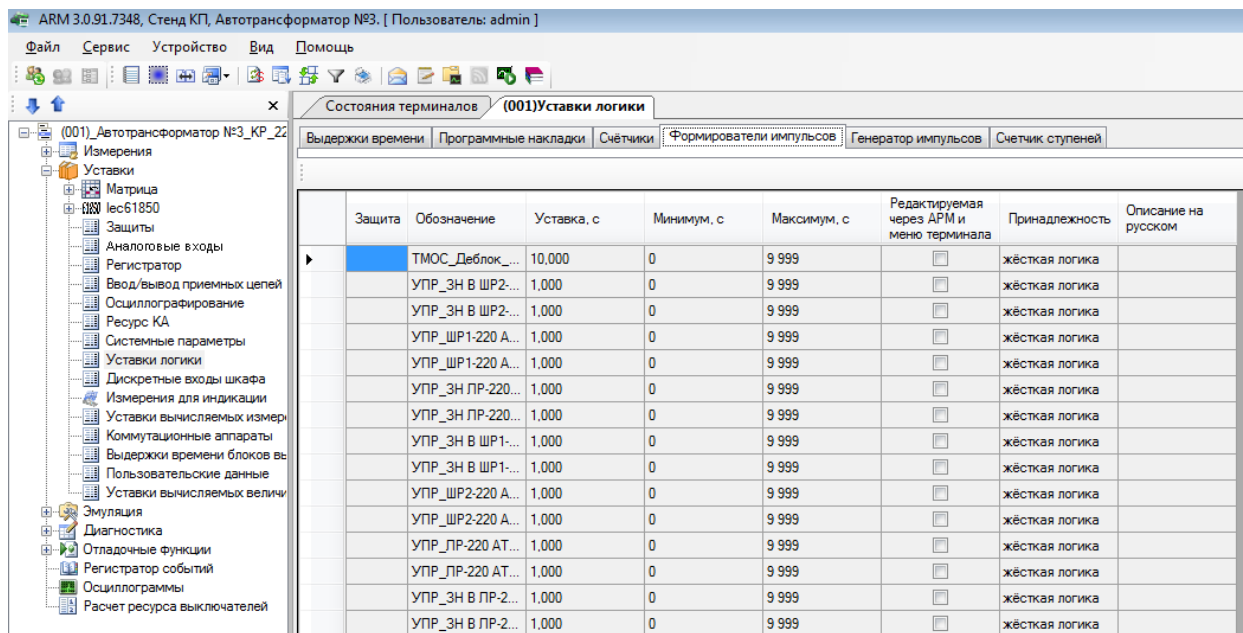 ARM 3.0.91.7348, Стенд КП, Автотрансформатор №3. [ Пользователь: admin ]
Файл Сервис Устройство Вид Помощь
Состояния терминалов (001)Уставки логики
(001)_Автотрансформатор №3_КР_22
Измерения
Уставки
Матрица
61850 Iec61850
Защиты
Аналоговые входы
Регистратор
Ввод/вывод приемных цепей
Осциллографирование
Ресурс КА
Системные параметры
Уставки логики
Дискретные входы шкафа
Измерения для индикации
Уставки вычисляемых измер
Коммутационные аппараты
Выдержки времени блоков вы
Пользовательские данные
Уставки вычисляемых величи
Эмуляция
Диагностика
Отладочные функции
Регистратор событий
Осциллограммы
Расчет ресурса выключателей
Выдержки времени Программные накладки Счётчики Формирователи импульсов Генератор импульсов Счетчик ступеней
Защита Обозначение Уставка, с Минимум, с Максимум, с Редактируемая через АРМ и меню терминала Принадлежность Описание на русском
ТМОС_Деблок_... 10,000 0 9 999 жёсткая логика
УПР_ЗН В ШР2-... 1,000 0 9 999 жёсткая логика
УПР_ЗН В ШР2-... 1,000 0 9 999 жёсткая логика
УПР_ШР1-220 А... 1,000 0 9 999 жёсткая логика
УПР_ШР1-220 А... 1,000 0 9 999 жёсткая логика
УПР_ЗН ЛР-220... 1,000 0 9 999 жёсткая логика
УПР_ЗН ЛР-220... 1,000 0 9 999 жёсткая логика
УПР_ЗН В ШР1-... 1,000 0 9 999 жёсткая логика
УПР_ЗН В ШР1-... 1,000 0 9 999 жёсткая логика
УПР_ШР2-220 А... 1,000 0 9 999 жёсткая логика
УПР_ШР2-220 А... 1,000 0 9 999 жёсткая логика
УПР_ЛР-220 АТ... 1,000 0 9 999 жёсткая логика
УПР_ЛР-220 АТ... 1,000 0 9 999 жёсткая логика
УПР_ЗН В ЛР-2... 1,000 0 9 999 жёсткая логика
УПР_ЗН В ЛР-2... 1,000 0 9 999 жёсткая логика